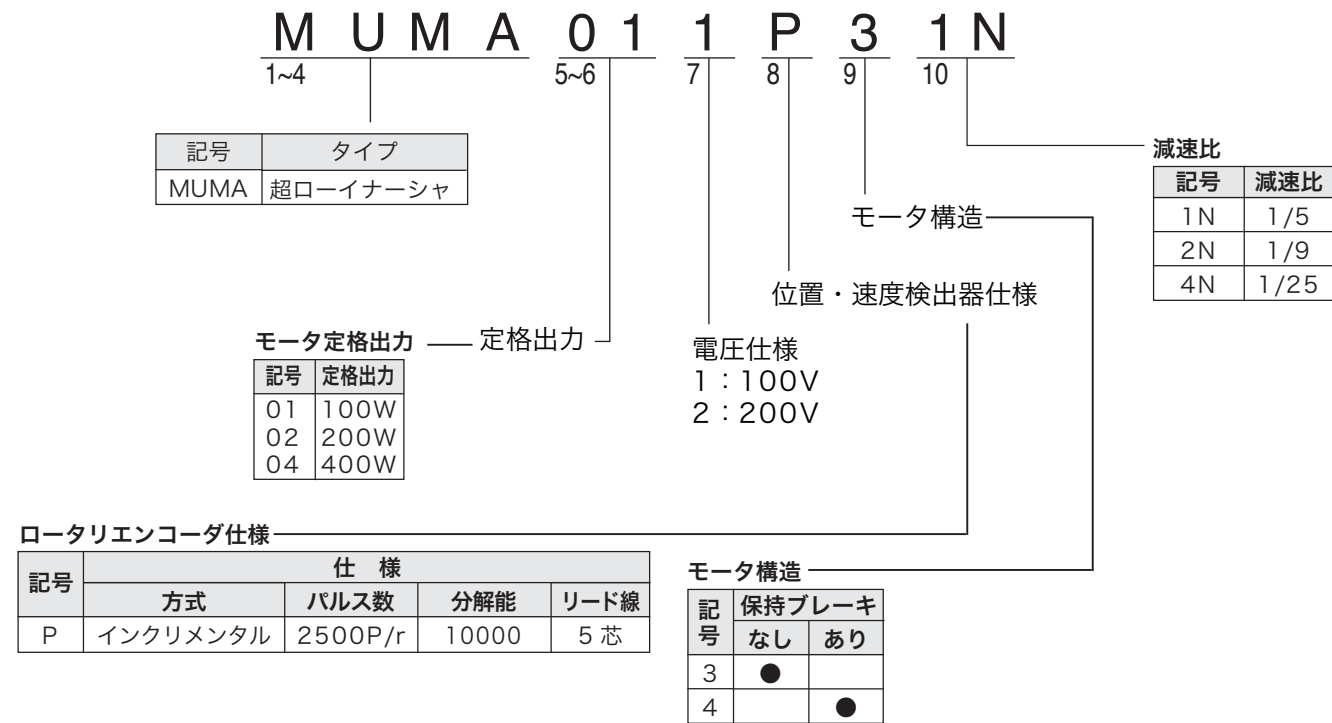 MUMA 01 1 P 3 1N
1~4 5~6 7 8 9 10
記号 タイプ
MUMA 超ローイナーシャ
減速比
記号 減速比
1N 1/5
2N 1/9
4N 1/25
モータ構造
位置・速度検出器仕様
モータ定格出力 定格出力
記号 定格出力
01 100W
02 200W
04 400W
電圧仕様
1：100V
2：200V
ロータリエンコーダ仕様
記号 仕様
方式 パルス数 分解能 リード線
P インクリメンタル 2500P/r 10000 5芯
モータ構造
記号 保持ブレーキ
なし あり
3 ●
4 ●